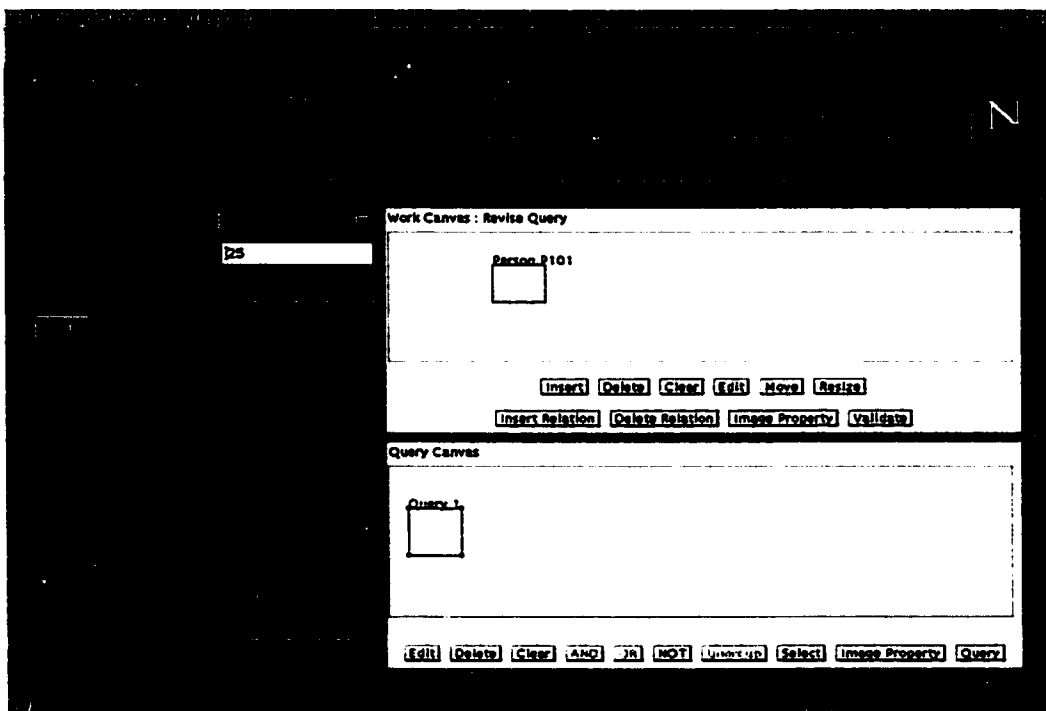 N
Work Canvas : Revise Query
25
Person P101
Insert Delete Clear Edit Move Resize
Insert Relation Delete Relation Image Property Validate
Query Canvas
Query 1
Edit Delete Clear AND OR NOT Select Image Property Query